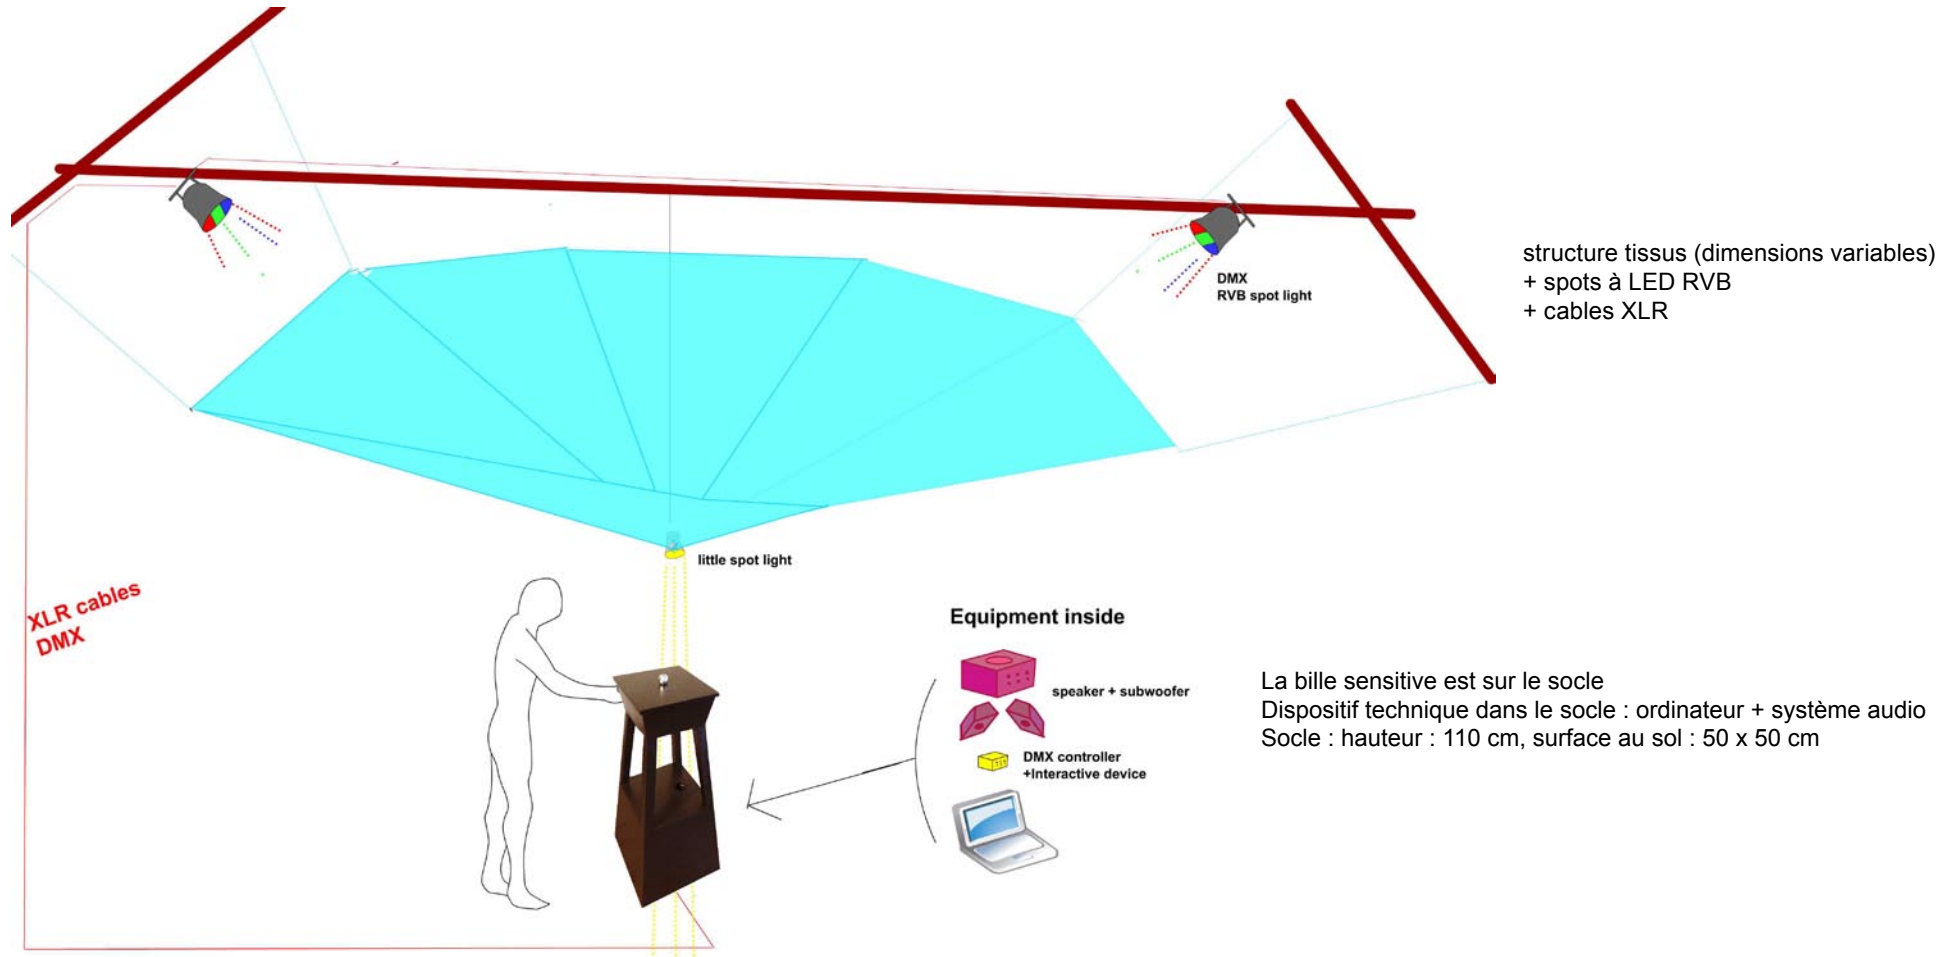 DMX
RVB spot light
structure tissus (dimensions variables)
+ spots à LED RVB
+ cables XLR
little spot light
XLR cables
DMX
Equipment inside
speaker + subwoofer
DMX controller
+Interactive device
La bille sensitive est sur le socle
Dispositif technique dans le socle : ordinateur + système audio
Socle : hauteur : 110 cm, surface au sol : 50 x 50 cm